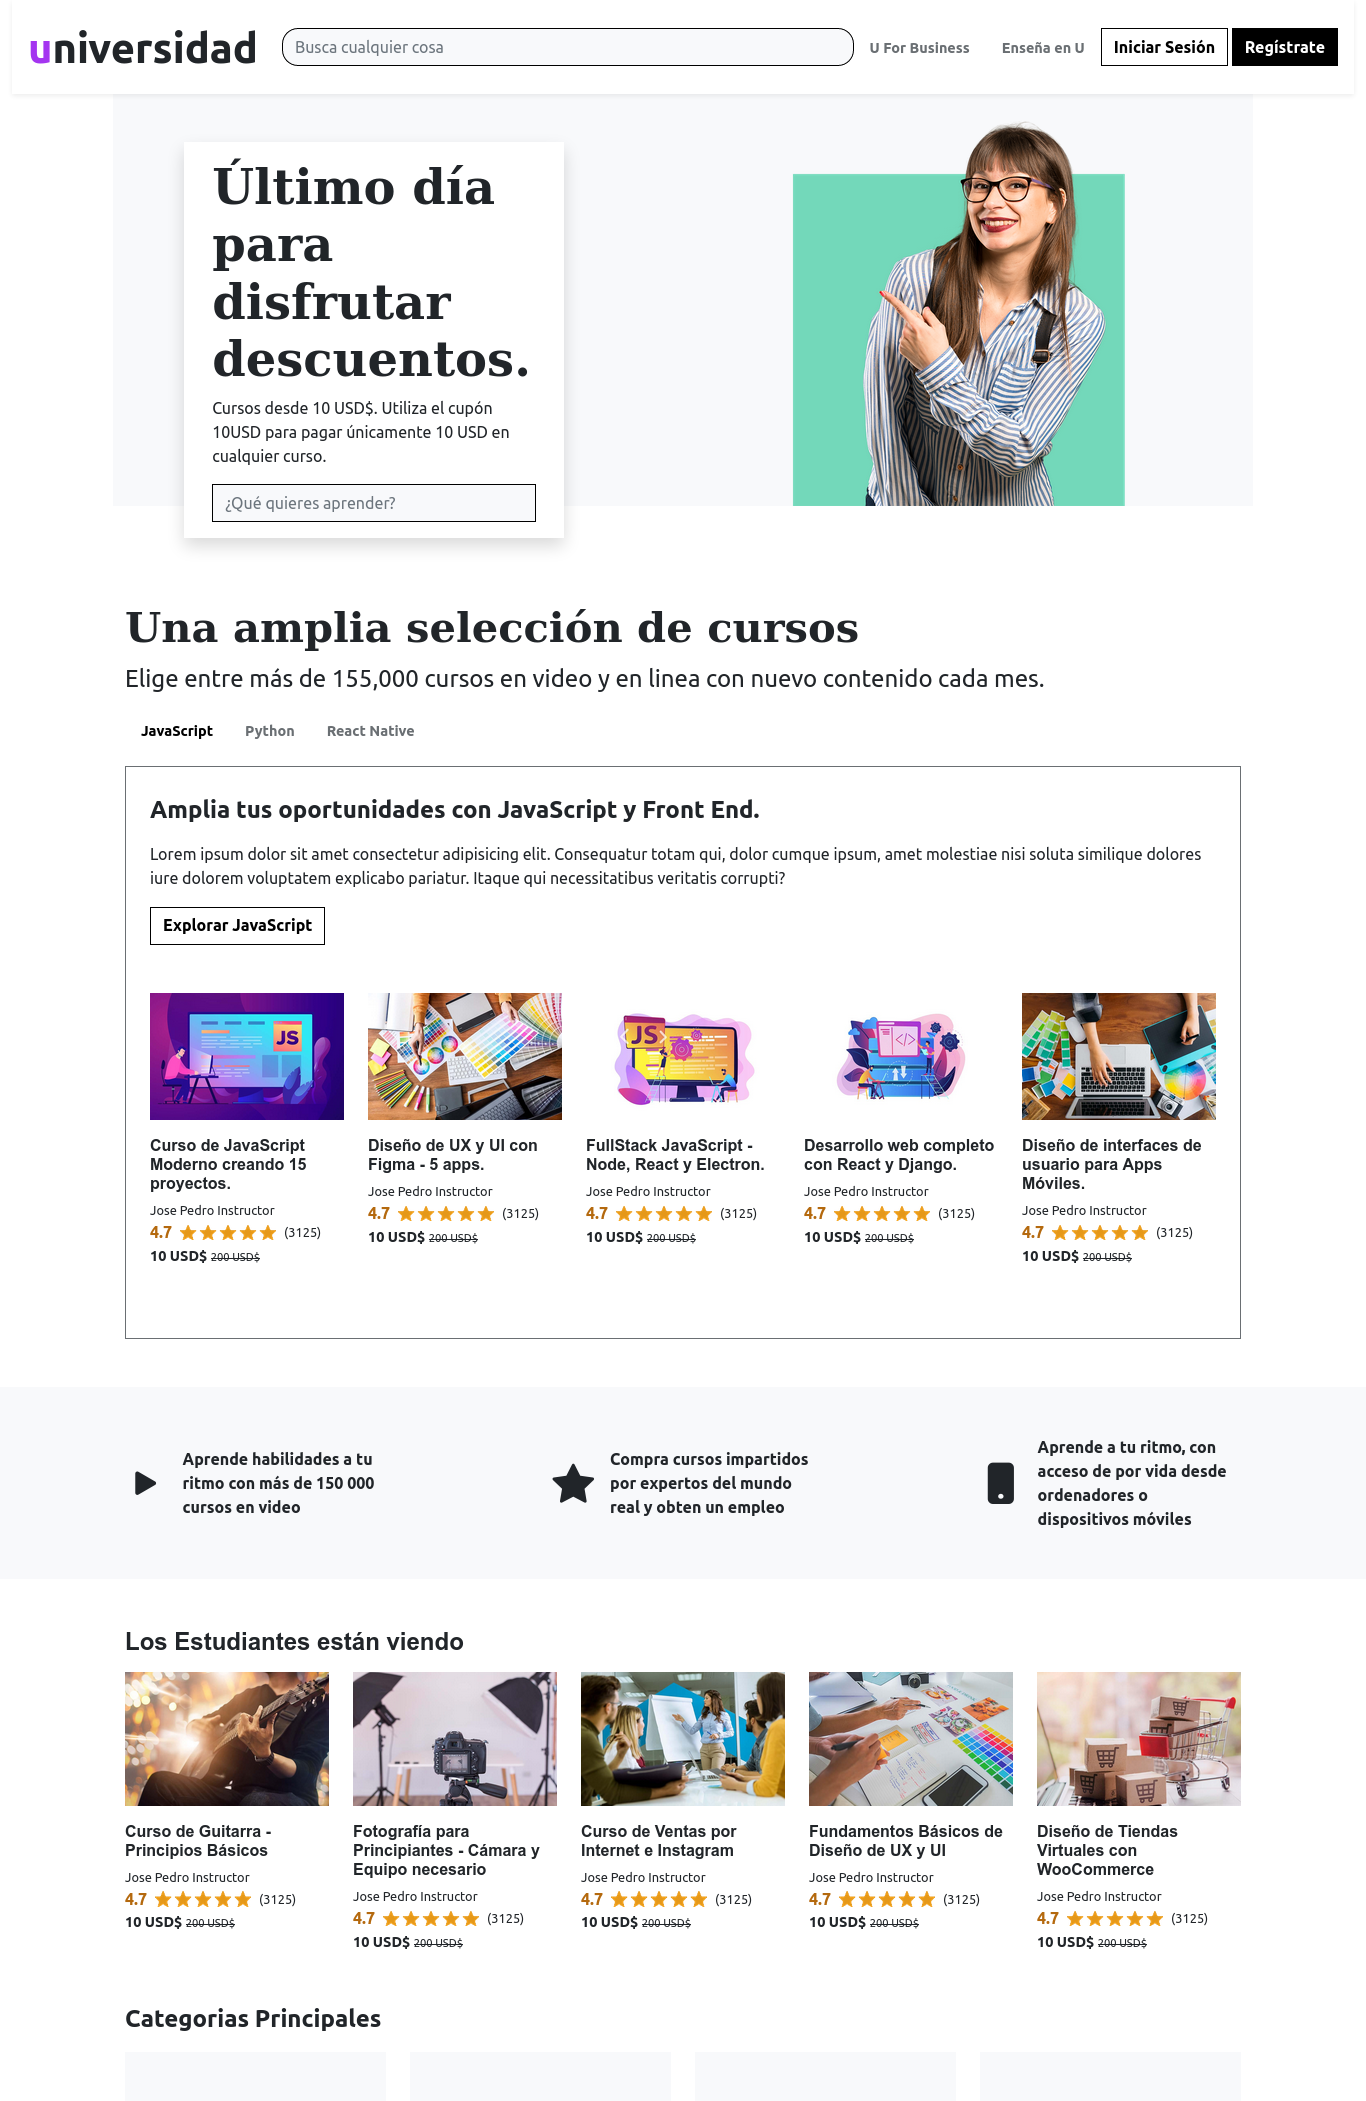 universidad
Busca cualquier cosa
U For Business
Enseña en U
Iniciar Sesión
Regístrate
Último día
para
disfrutar
descuentos.
Cursos desde 10 USD$. Utiliza el cupón
10USD para pagar únicamente 10 USD en
cualquier curso.
¿Qué quieres aprender?
Una amplia selección de cursos
Elige entre más de 155,000 cursos en video y en linea con nuevo contenido cada mes.
JavaScript
Python
React Native
Amplia tus oportunidades con JavaScript y Front End.
Lorem ipsum dolor sit amet consectetur adipisicing elit. Consequatur totam qui, dolor cumque ipsum, amet molestiae nisi soluta similique dolores
iure dolorem voluptatem explicabo pariatur. Itaque qui necessitatibus veritatis corrupti?
Explorar JavaScript
JS
Curso de JavaScript
Moderno creando 15
proyectos.
Jose Pedro Instructor
4.7 (3125)
10 USD$ 200 USD$
Diseño de UX y UI con
Figma - 5 apps.
Jose Pedro Instructor
4.7 (3125)
10 USD$ 200 USD$
JS
FullStack JavaScript -
Node, React y Electron.
Jose Pedro Instructor
4.7 (3125)
10 USD$ 200 USD$
</>
Desarrollo web completo
con React y Django.
Jose Pedro Instructor
4.7 (3125)
10 USD$ 200 USD$
Diseño de interfaces de
usuario para Apps
Móviles.
Jose Pedro Instructor
4.7 (3125)
10 USD$ 200 USD$
Aprende habilidades a tu
ritmo con más de 150 000
cursos en video
Compra cursos impartidos
por expertos del mundo
real y obten un empleo
Aprende a tu ritmo, con
acceso de por vida desde
ordenadores o
dispositivos móviles
Los Estudiantes están viendo
Curso de Guitarra -
Principios Básicos
Jose Pedro Instructor
4.7 (3125)
10 USD$ 200 USD$
Fotografía para
Principiantes - Cámara y
Equipo necesario
Jose Pedro Instructor
4.7 (3125)
10 USD$ 200 USD$
Curso de Ventas por
Internet e Instagram
Jose Pedro Instructor
4.7 (3125)
10 USD$ 200 USD$
Fundamentos Básicos de
Diseño de UX y UI
Jose Pedro Instructor
4.7 (3125)
10 USD$ 200 USD$
Diseño de Tiendas
Virtuales con
WooCommerce
Jose Pedro Instructor
4.7 (3125)
10 USD$ 200 USD$
Categorias Principales